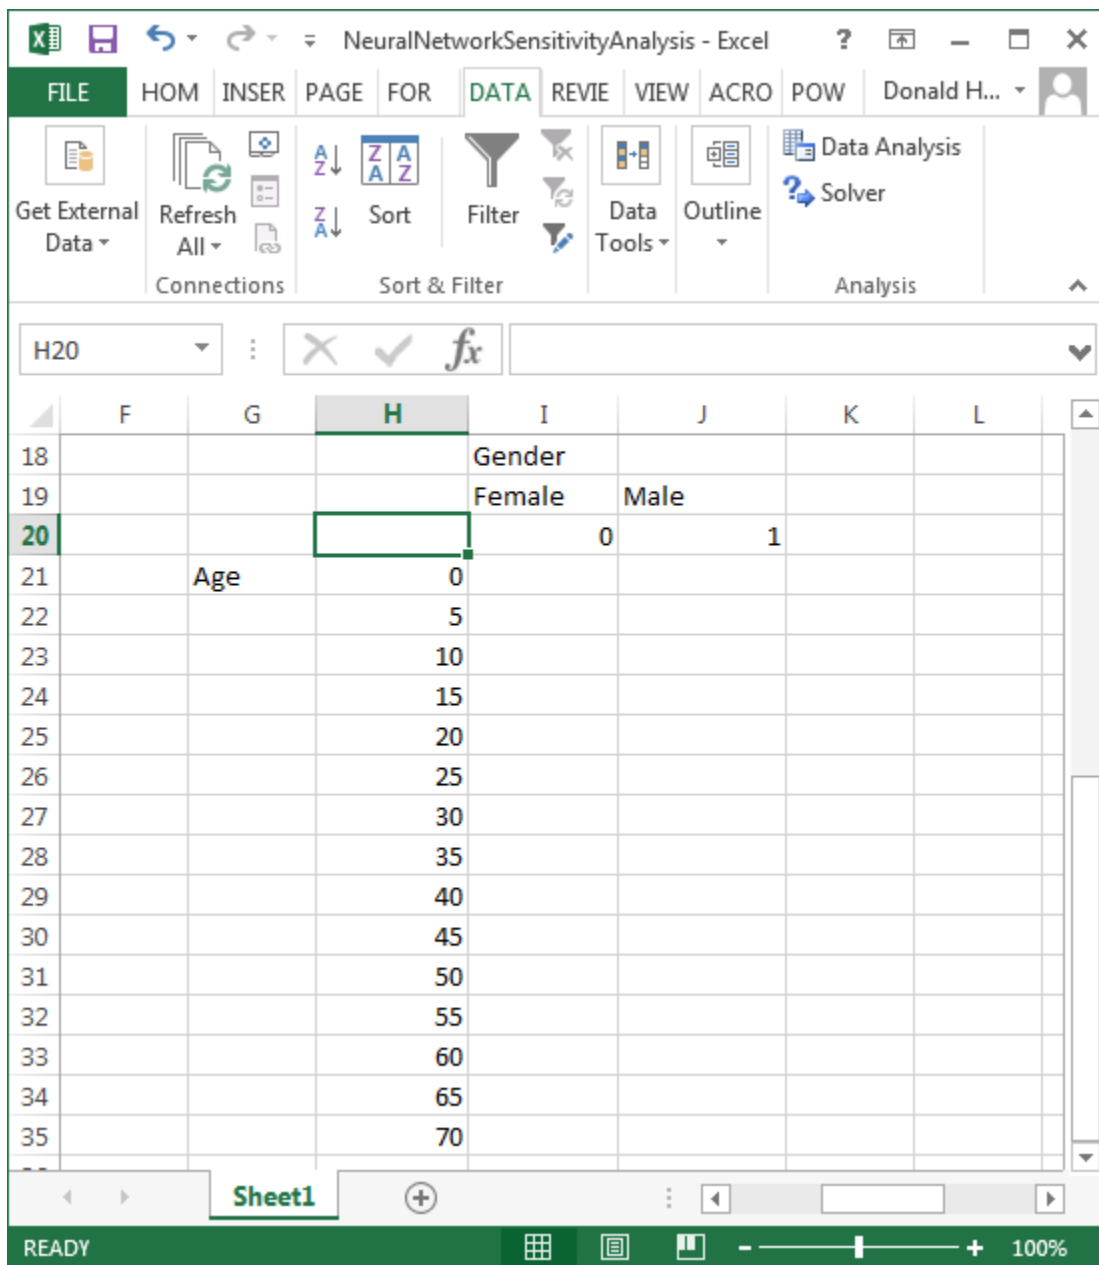 NeuralNetworkSensitivityAnalysis - Excel ?
FILE HOM INSER PAGE FOR DATA REVIE VIEW ACRO POW Donald H...
Get External Data
Refresh All
Connections
A Z
Z A
Z A A Z
Sort
Filter
Sort & Filter
Data Tools
Outline
Data Analysis
Solver
Analysis
H20 fx
F G H I J K L
18 Gender
19 Female Male
20 0 1
21 Age 0
22 5
23 10
24 15
25 20
26 25
27 30
28 35
29 40
30 45
31 50
32 55
33 60
34 65
35 70
Sheet1
READY 100%